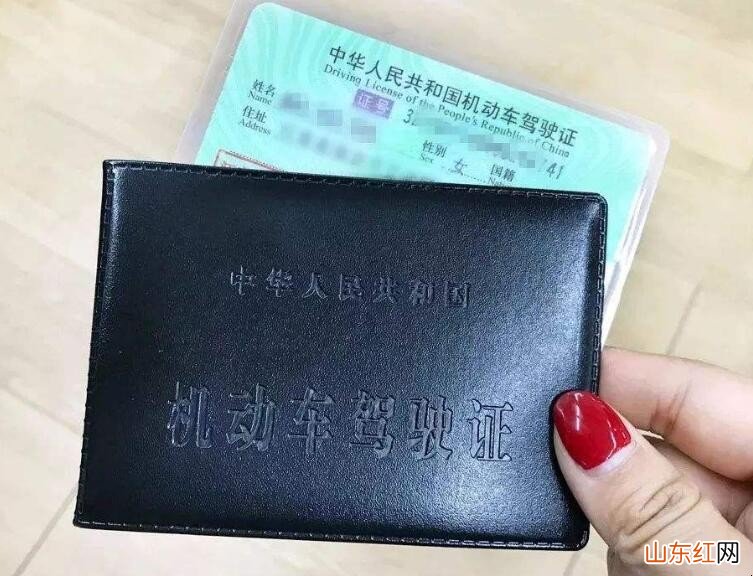 中华人民共和国机动车驾驶证
Driving License of the People's Republic of China
姓名
Name
证号 3
41
住址
Address
性别 女 国籍
Sex
中华人民共和国
机动车驾驶证
山东红网